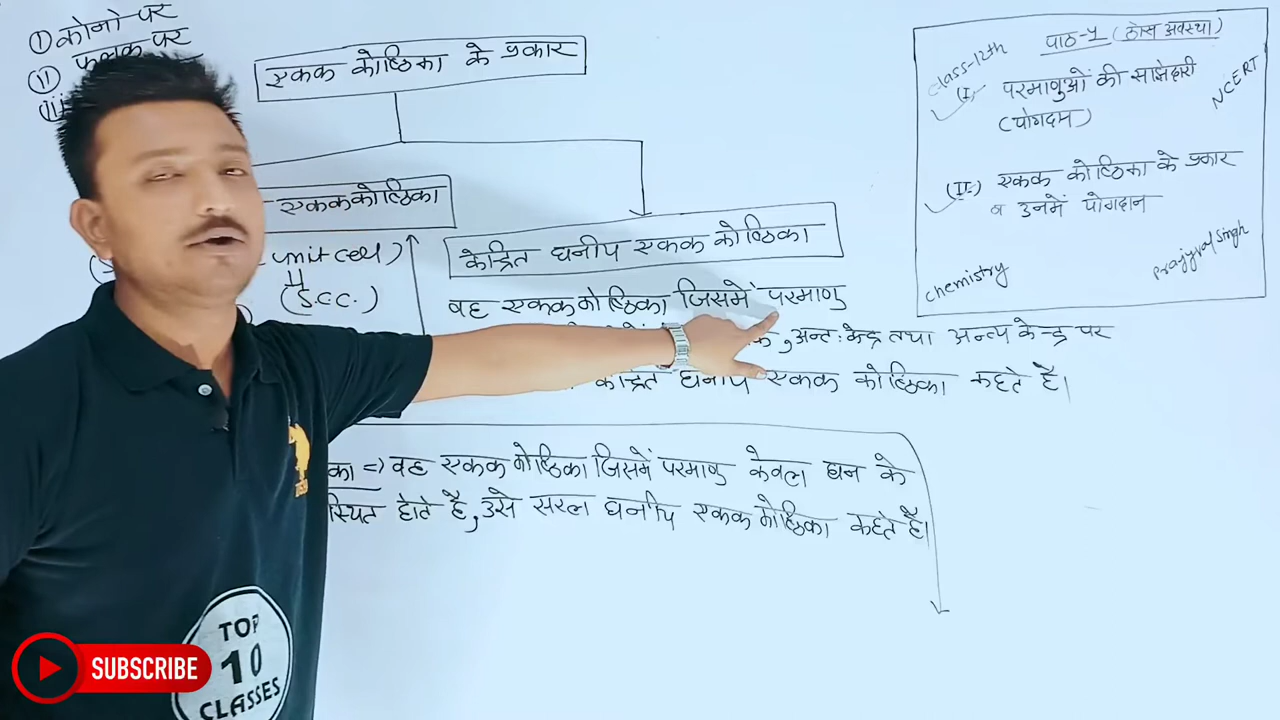 ① कोनो पर
(ii) फलक पर
(iii)
एकक कोष्ठिका के प्रकार
एकक कोष्ठिका
unit cell)
(S.C.C.)
केन्द्रित घनीय एकक कोष्ठिका
वह एकक कोष्ठिका जिसमें परमाणु
, अन्तः केन्द्र तथा अन्त्य केन्द्र पर
केन्द्रित घनीय एकक कोष्ठिका कहते है।
का => वह एकक कोष्ठिका जिसमें परमाणु केवल घन के
स्थित होते है, उसे सरल घनीय एकक कोष्ठिका कहते है।
पाठ-1 (ठोस अवस्था)
Class-12th
NCERT
(I) परमाणुओं की साझेदारी
(योगदान)
(II) एकक कोष्ठिका के प्रकार
व उनमें योगदान
chemistry
Singh
TOP
10
CLASSES
SUBSCRIBE